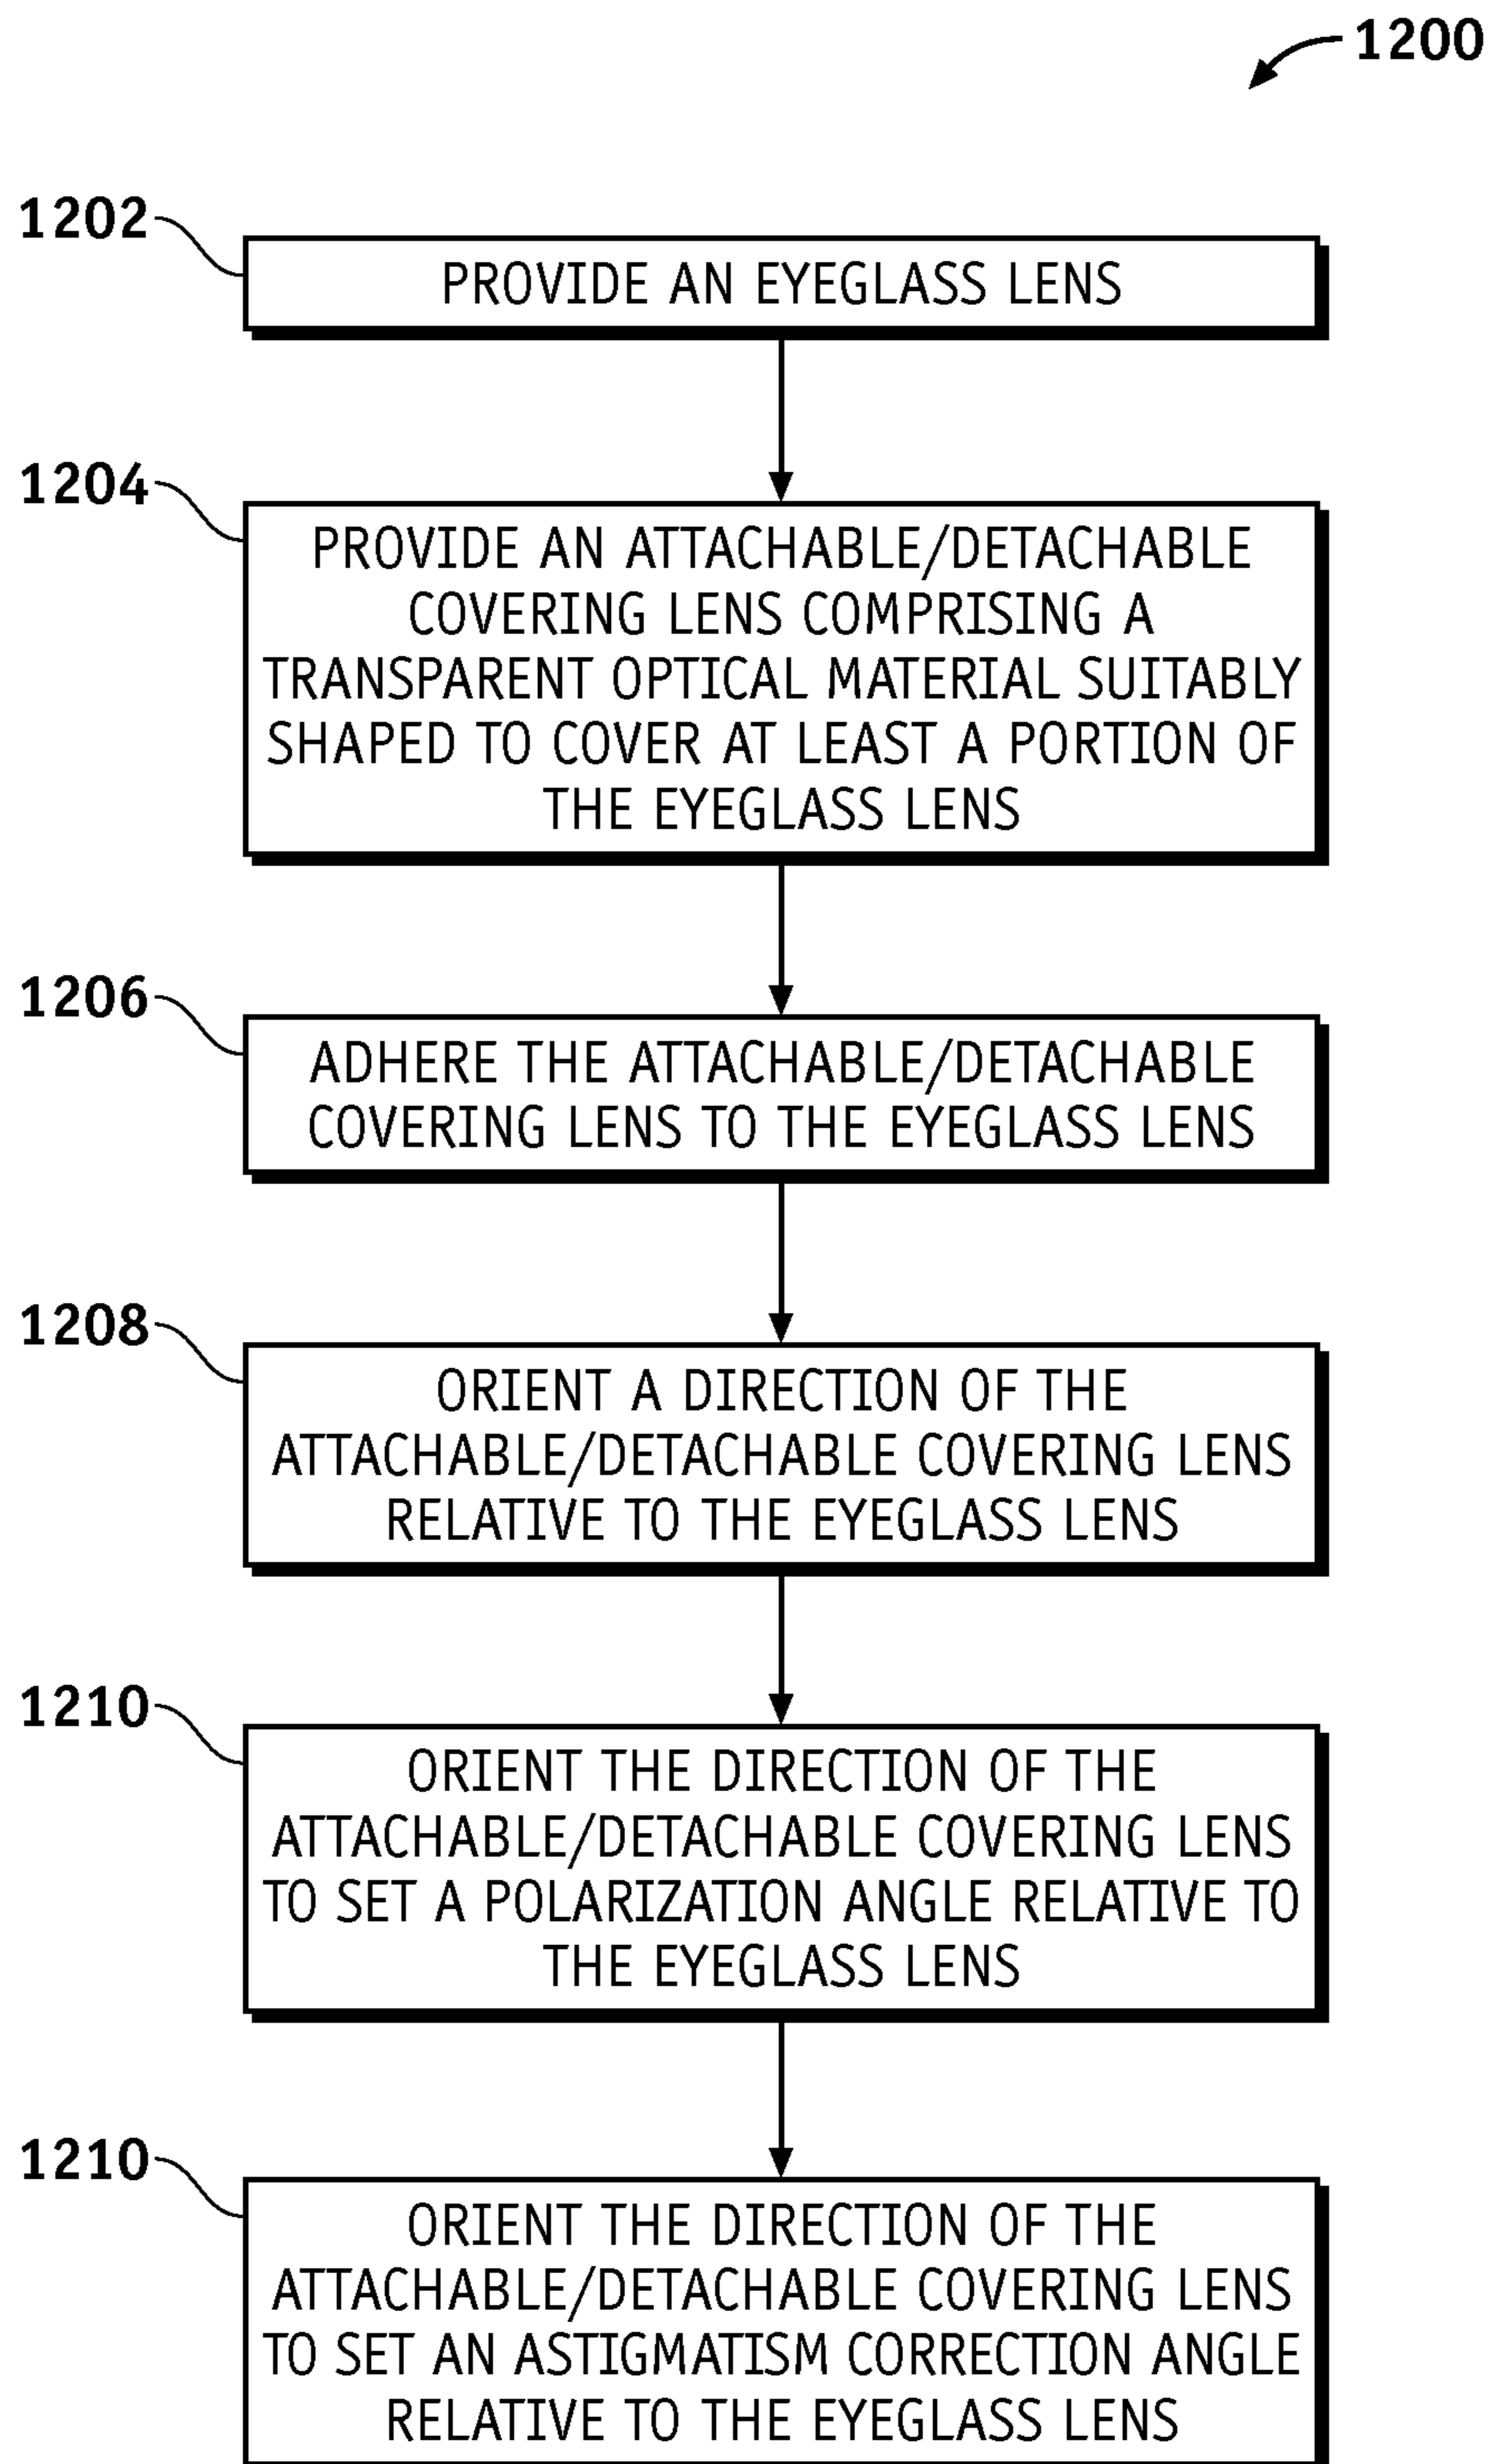 1200
1202
PROVIDE AN EYEGLASS LENS
1204
PROVIDE AN ATTACHABLE/DETACHABLE
COVERING LENS COMPRISING A
TRANSPARENT OPTICAL MATERIAL SUITABLY
SHAPED TO COVER AT LEAST A PORTION OF
THE EYEGLASS LENS
1206
ADHERE THE ATTACHABLE/DETACHABLE
COVERING LENS TO THE EYEGLASS LENS
1208
ORIENT A DIRECTION OF THE
ATTACHABLE/DETACHABLE COVERING LENS
RELATIVE TO THE EYEGLASS LENS
1210
ORIENT THE DIRECTION OF THE
ATTACHABLE/DETACHABLE COVERING LENS
TO SET A POLARIZATION ANGLE RELATIVE TO
THE EYEGLASS LENS
1210
ORIENT THE DIRECTION OF THE
ATTACHABLE/DETACHABLE COVERING LENS
TO SET AN ASTIGMATISM CORRECTION ANGLE
RELATIVE TO THE EYEGLASS LENS